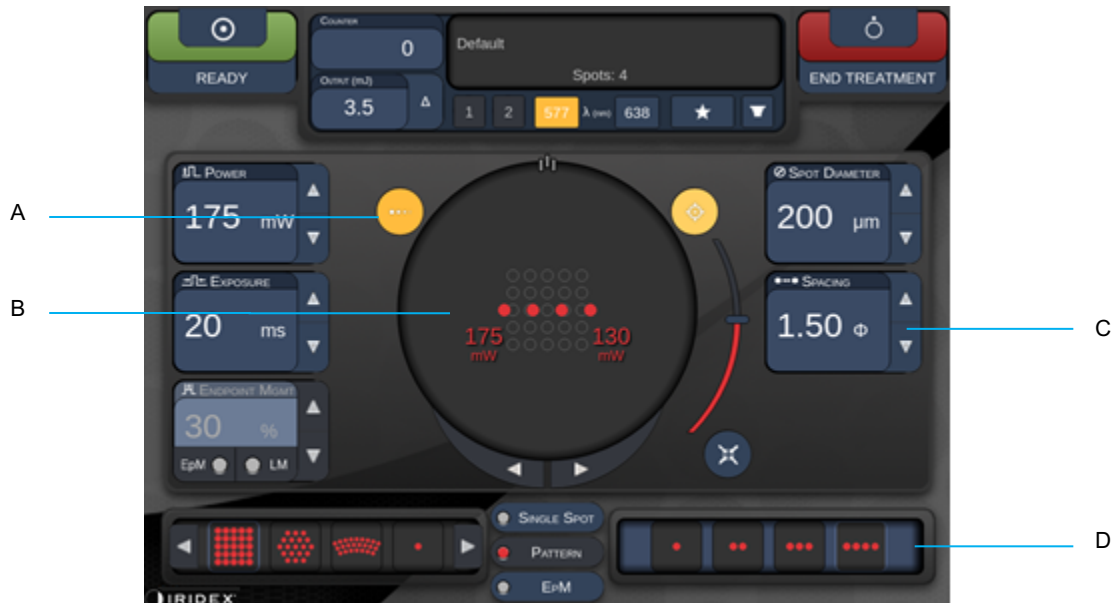 READY
COUNTER
0
OUTPUT (mJ)
3.5
Δ
Default
Spots: 4
1 2 577 λ (nm) 638
END TREATMENT
A
POWER
175 mW
EXPOSURE
20 ms
ENDPOINT MGMT
30 %
EpM LM
B
175
mW
130
mW
SPOT DIAMETER
200 µm
SPACING
1.50 Φ
C
SINGLE SPOT
PATTERN
EPM
D
IRIDEX